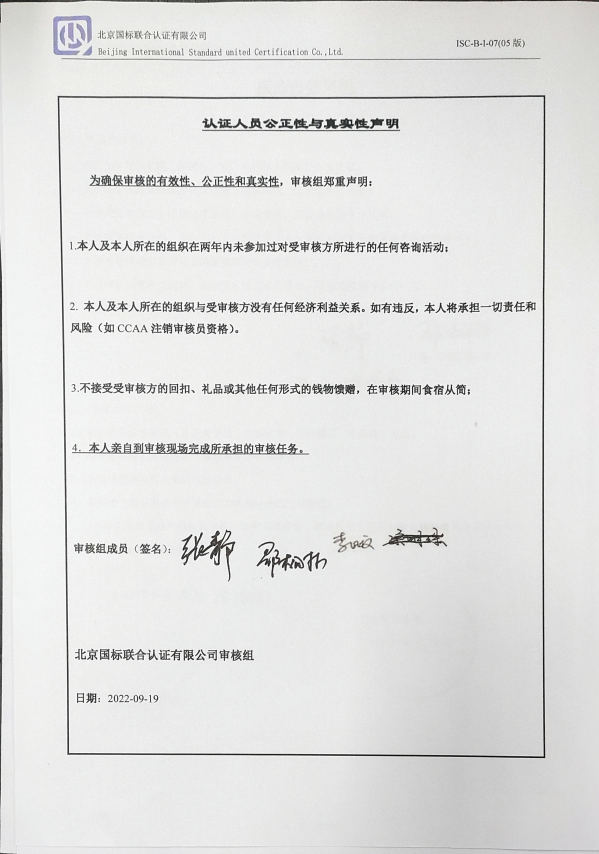 北京国标联合认证有限公司
Beijing International Standard united Certification Co.,Ltd.
ISC-B-I-07(05 版)
认证人员公正性与真实性声明
为确保审核的有效性、公正性和真实性，审核组郑重声明：
1.本人及本人所在的组织在两年内未参加过对受审核方所进行的任何咨询活动；
2. 本人及本人所在的组织与受审核方没有任何经济利益关系。如有违反，本人将承担一切责任和
风险（如 CCAA 注销审核员资格）。
3.不接受受审核方的回扣、礼品或其他任何形式的钱物馈赠，在审核期间食宿从简；
4．本人亲自到审核现场完成所承担的审核任务。
审核组成员（签名）：张静
北京国标联合认证有限公司审核组
日期：2022-09-19